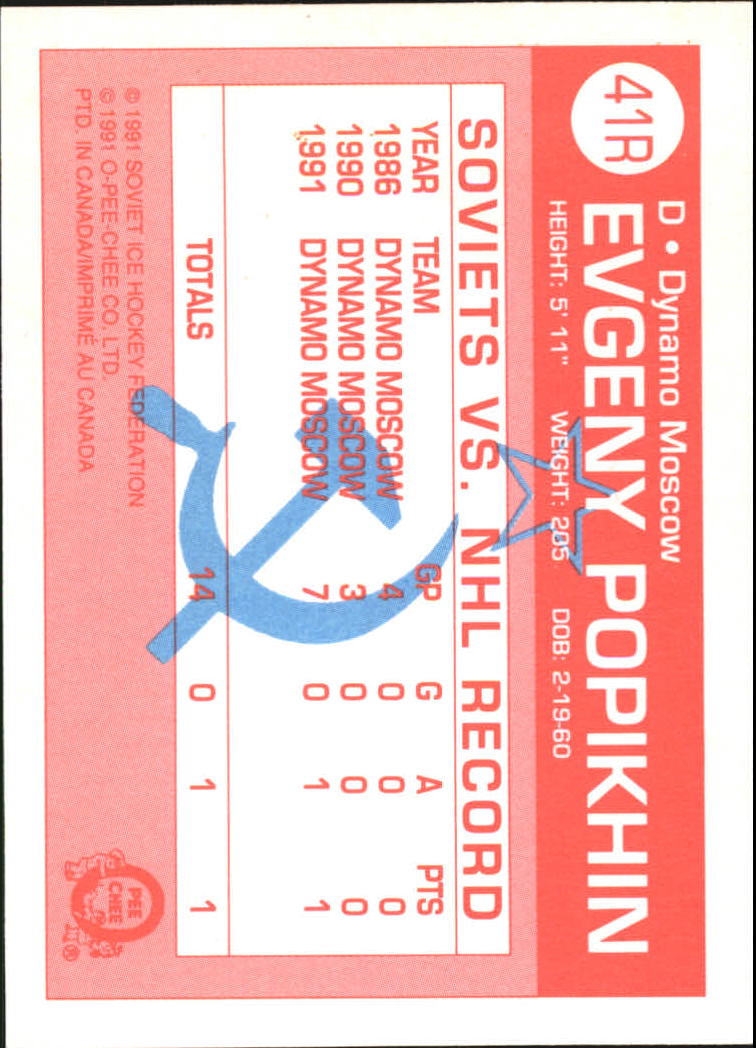 41R
D • Dynamo Moscow
EVGENY POPIKHIN
HEIGHT: 5' 11" WEIGHT: 205 DOB: 2-19-60
SOVIETS VS. NHL RECORD
YEAR TEAM GP G A PTS
1986 DYNAMO MOSCOW 4 0 0 0
1990 DYNAMO MOSCOW 3 0 0 0
1991 DYNAMO MOSCOW 7 0 1 1
TOTALS 14 0 1 1
© 1991 SOVIET ICE HOCKEY FEDERATION
© 1991 O-PEE-CHEE CO. LTD.
PTD. IN CANADA/IMPRIMÉ AU CANADA
PEE
CHEE
®